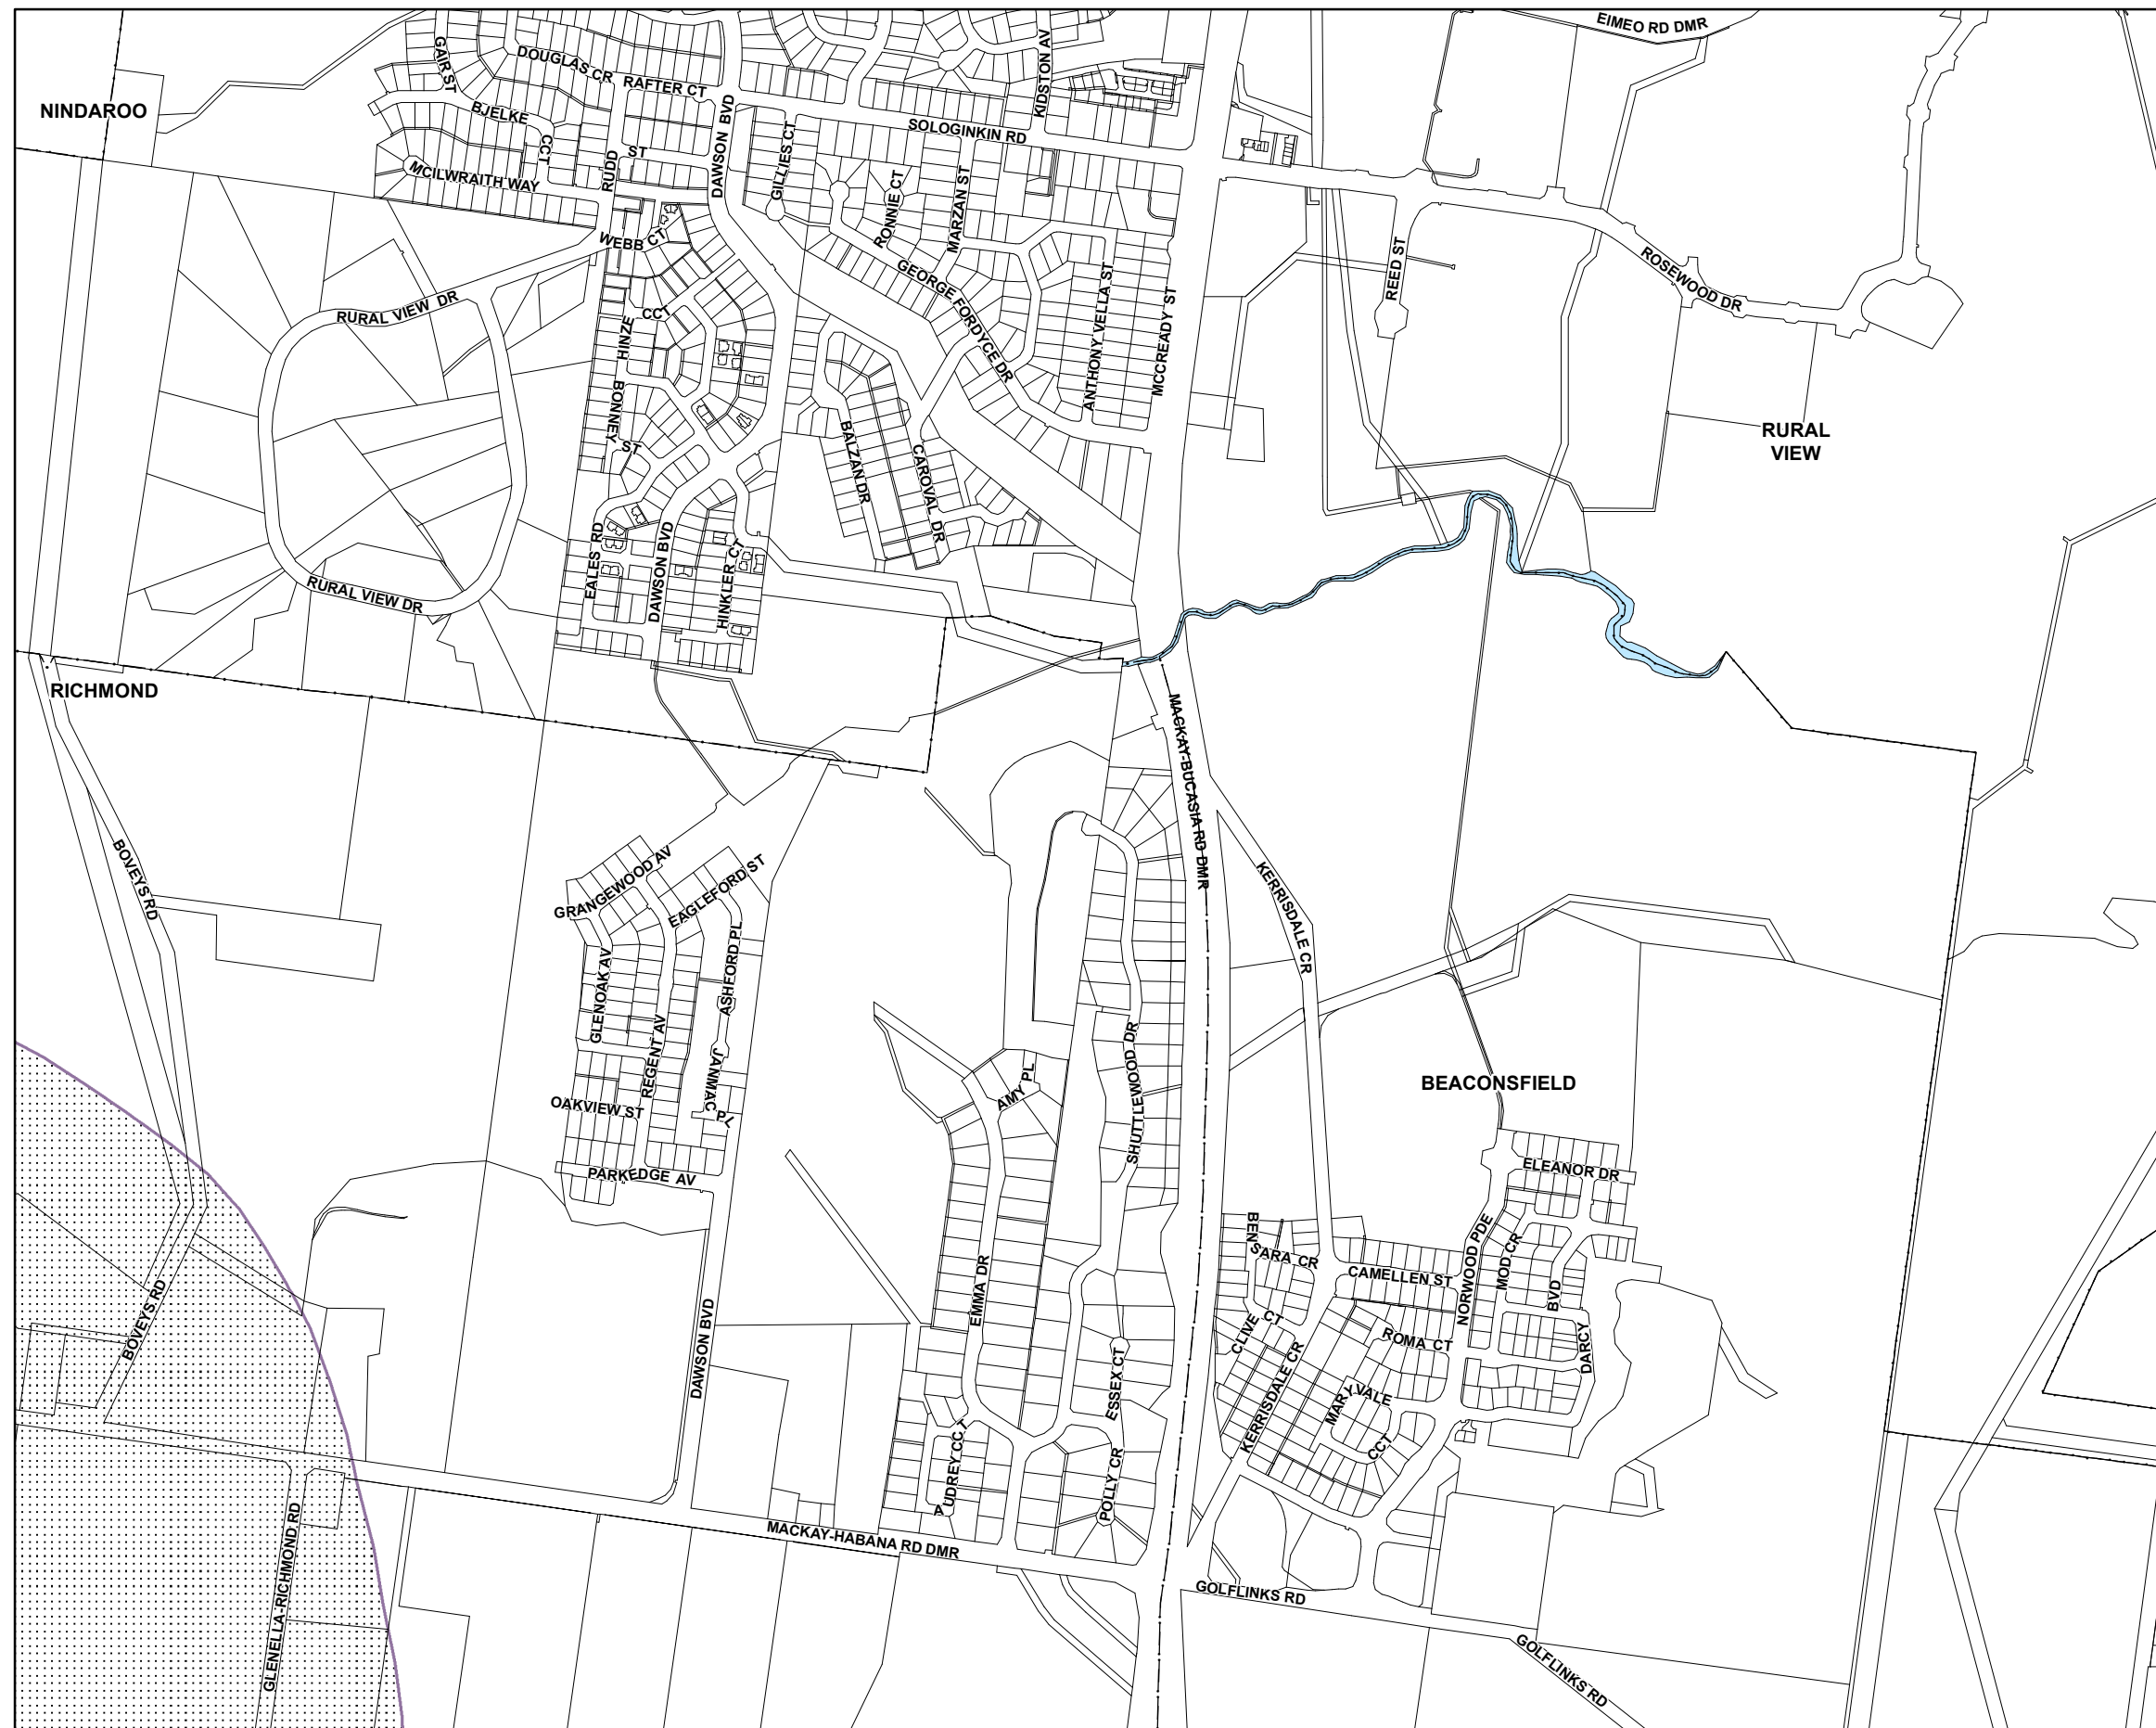 EIMEO RD DMR
GAIR ST
DOUGLAS CR
RAFTER CT
KIDSTON AV
NINDAROO
BJELKE
CCT
DAWSON BVD
GILLIES CT
SOLOGINKIN RD
MCILWRAITH WAY
RUDD
ST
RONNIE CT
MARZAN ST
WEBB CT
GEORGE FORDYCE DR
ANTHONY VELLA ST
MCCREADY ST
REED ST
ROSEWOOD DR
RURAL VIEW DR
HINZE
CCT
BONNEY
ST
BALZAN DR
CAROVAL DR
RURAL
VIEW
EALES RD
DAWSON BVD
HINKLER CT
RURAL VIEW DR
RICHMOND
MACKAY-BUCASIA RD DMR
BOVEYS RD
GRANGEWOOD AV
EAGLEFORD ST
KERRISDALE CR
GLENOAK AV
REGENT AV
ASHFORD PL
JANMAC
PL
SHUTTLEWOOD DR
AMY PL
BEACONSFIELD
OAKVIEW ST
PARKEDGE AV
ELEANOR DR
BEN
SARA CR
CAMELLEN ST
NORWOOD PDE
MOD CR
BVD
DARCY
BOVEYS RD
EMMA DR
DAWSON BVD
ESSEX CT
CLIVE CT
KERRISDALE CR
ROMA CT
MARYVALE
CCT
AUDREY CCT
POLLY CR
GLENELLA-RICHMOND RD
MACKAY-HABANA RD DMR
GOLFLINKS RD
GOLFLINKS RD